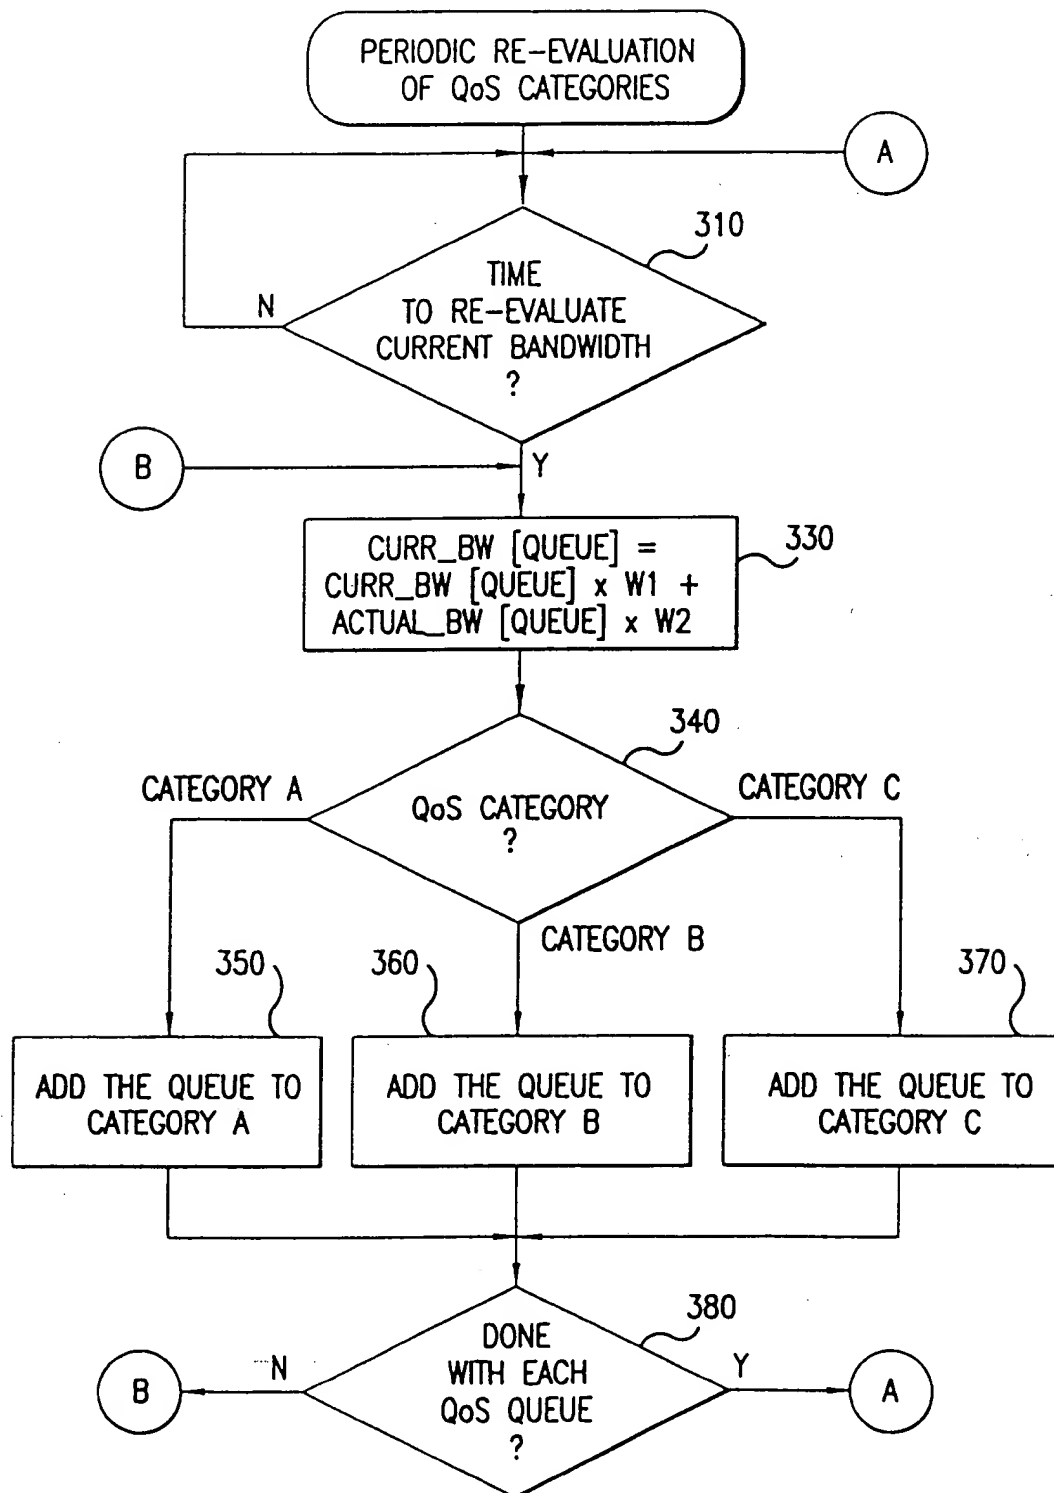 PERIODIC RE-EVALUATION
OF QoS CATEGORIES
A
310
TIME
TO RE-EVALUATE
CURRENT BANDWIDTH
?
N
B
Y
CURR_BW [QUEUE] =
CURR_BW [QUEUE] x W1 +
ACTUAL_BW [QUEUE] x W2
330
340
CATEGORY A
QoS CATEGORY
?
CATEGORY C
CATEGORY B
350
360
370
ADD THE QUEUE TO
CATEGORY A
ADD THE QUEUE TO
CATEGORY B
ADD THE QUEUE TO
CATEGORY C
380
DONE
WITH EACH
QoS QUEUE
?
B
N
Y
A